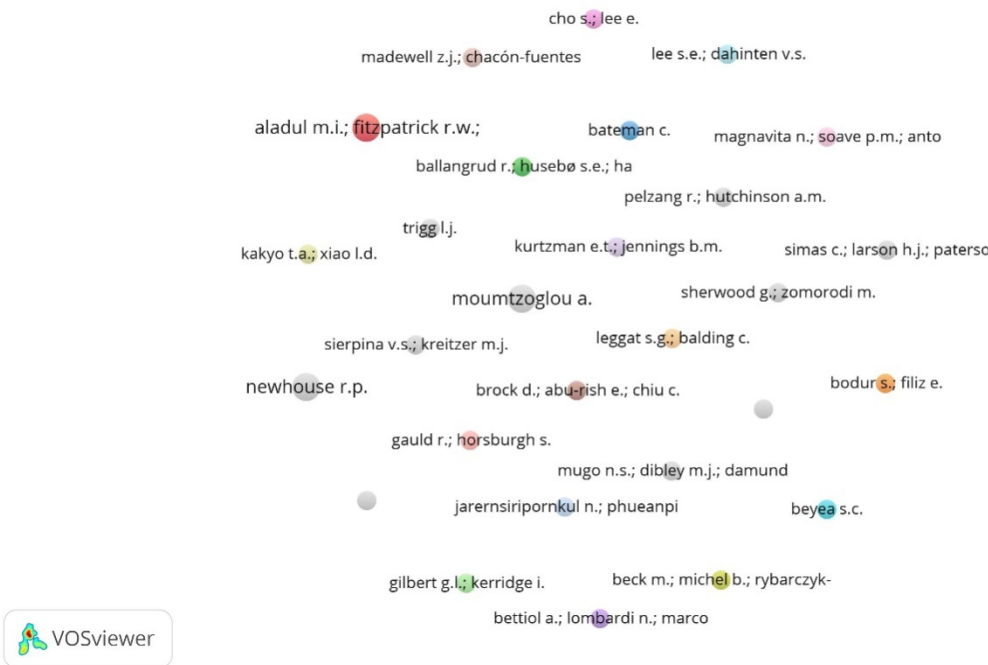 cho s.; lee e.
madewell z.j.; chacón-fuentes
lee s.e.; dahinten v.s.
aladul m.i.; fitzpatrick r.w.;
bateman c.
magnavita n.; soave p.m.; anto
ballangrud r.; husebø s.e.; ha
pelzang r.; hutchinson a.m.
trigg l.j.
kakyo t.a.; xiao l.d.
kurtzman e.t.; jennings b.m.
simas c.; larson h.j.; paterso
moumtzoglou a.
sherwood g.; zomorodi m.
sierpina v.s.; kreitzer m.j.
leggat s.g.; balding c.
newhouse r.p.
brock d.; abu-rish e.; chiu c.
bodur s.; filiz e.
gauld r.; horsburgh s.
mugo n.s.; dibley m.j.; damund
jarernsiripornkul n.; phueanpi
beyea s.c.
gilbert g.l.; kerridge i.
beck m.; michel b.; rybarczyk-
bettiol a.; lombardi n.; marco
VOSviewer